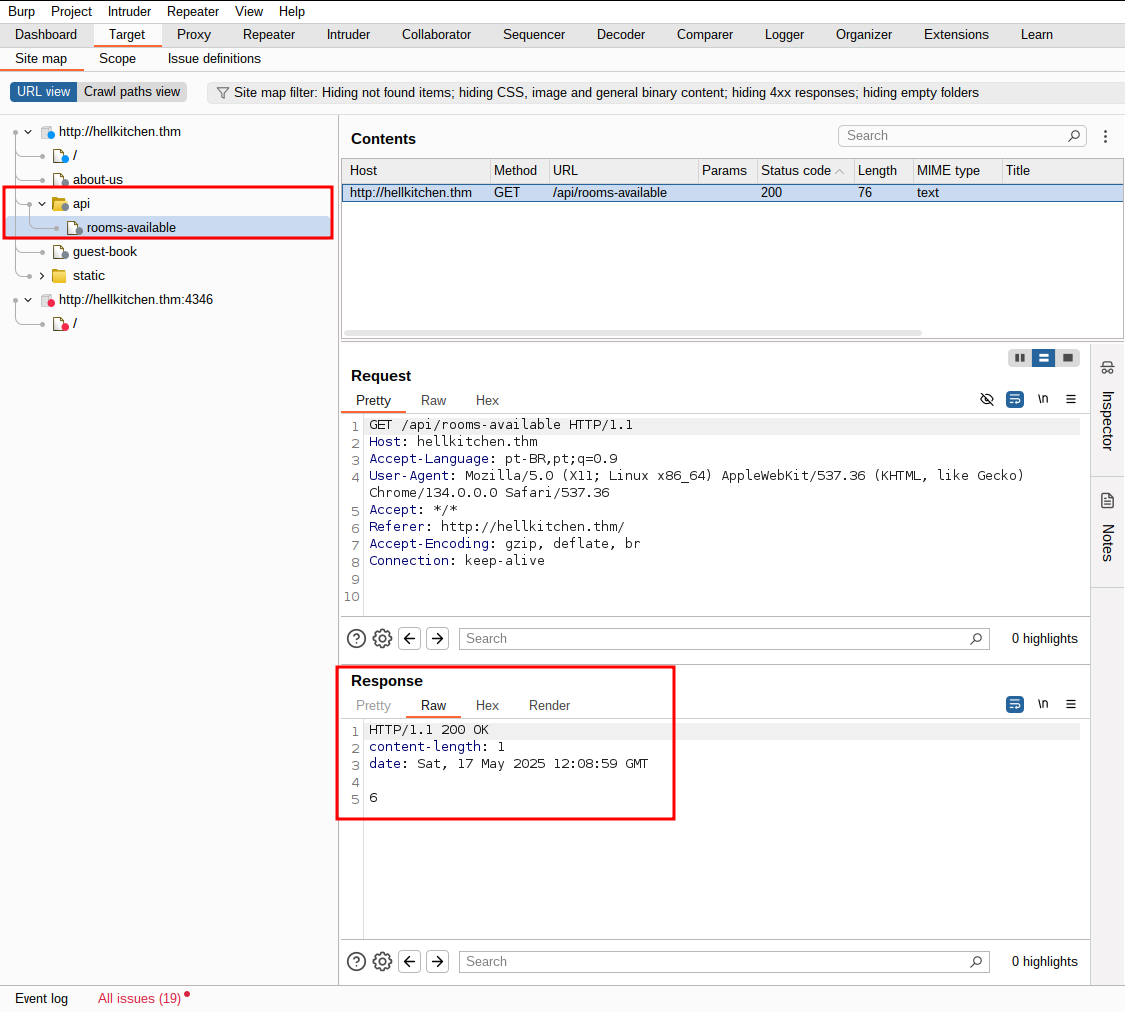 Burp Project Intruder Repeater View Help
Dashboard Target Proxy Repeater Intruder Collaborator Sequencer Decoder Comparer Logger Organizer Extensions Learn
Site map Scope Issue definitions
URL view Crawl paths view Site map filter: Hiding not found items; hiding CSS, image and general binary content; hiding 4xx responses; hiding empty folders
http://hellkitchen.thm
/
about-us
api
rooms-available
guest-book
static
http://hellkitchen.thm:4346
/
Contents
Search
Host Method URL Params Status code Length MIME type Title
http://hellkitchen.thm GET /api/rooms-available 200 76 text
Request
Pretty Raw Hex
\n
1 GET /api/rooms-available HTTP/1.1
2 Host: hellkitchen.thm
3 Accept-Language: pt-BR,pt;q=0.9
4 User-Agent: Mozilla/5.0 (X11; Linux x86_64) AppleWebKit/537.36 (KHTML, like Gecko)
Chrome/134.0.0.0 Safari/537.36
5 Accept: */*
6 Referer: http://hellkitchen.thm/
7 Accept-Encoding: gzip, deflate, br
8 Connection: keep-alive
9
10
Search
0 highlights
Response
Pretty Raw Hex Render
\n
1 HTTP/1.1 200 OK
2 content-length: 1
3 date: Sat, 17 May 2025 12:08:59 GMT
4
5 6
Search
0 highlights
Inspector
Notes
Event log All issues (19)